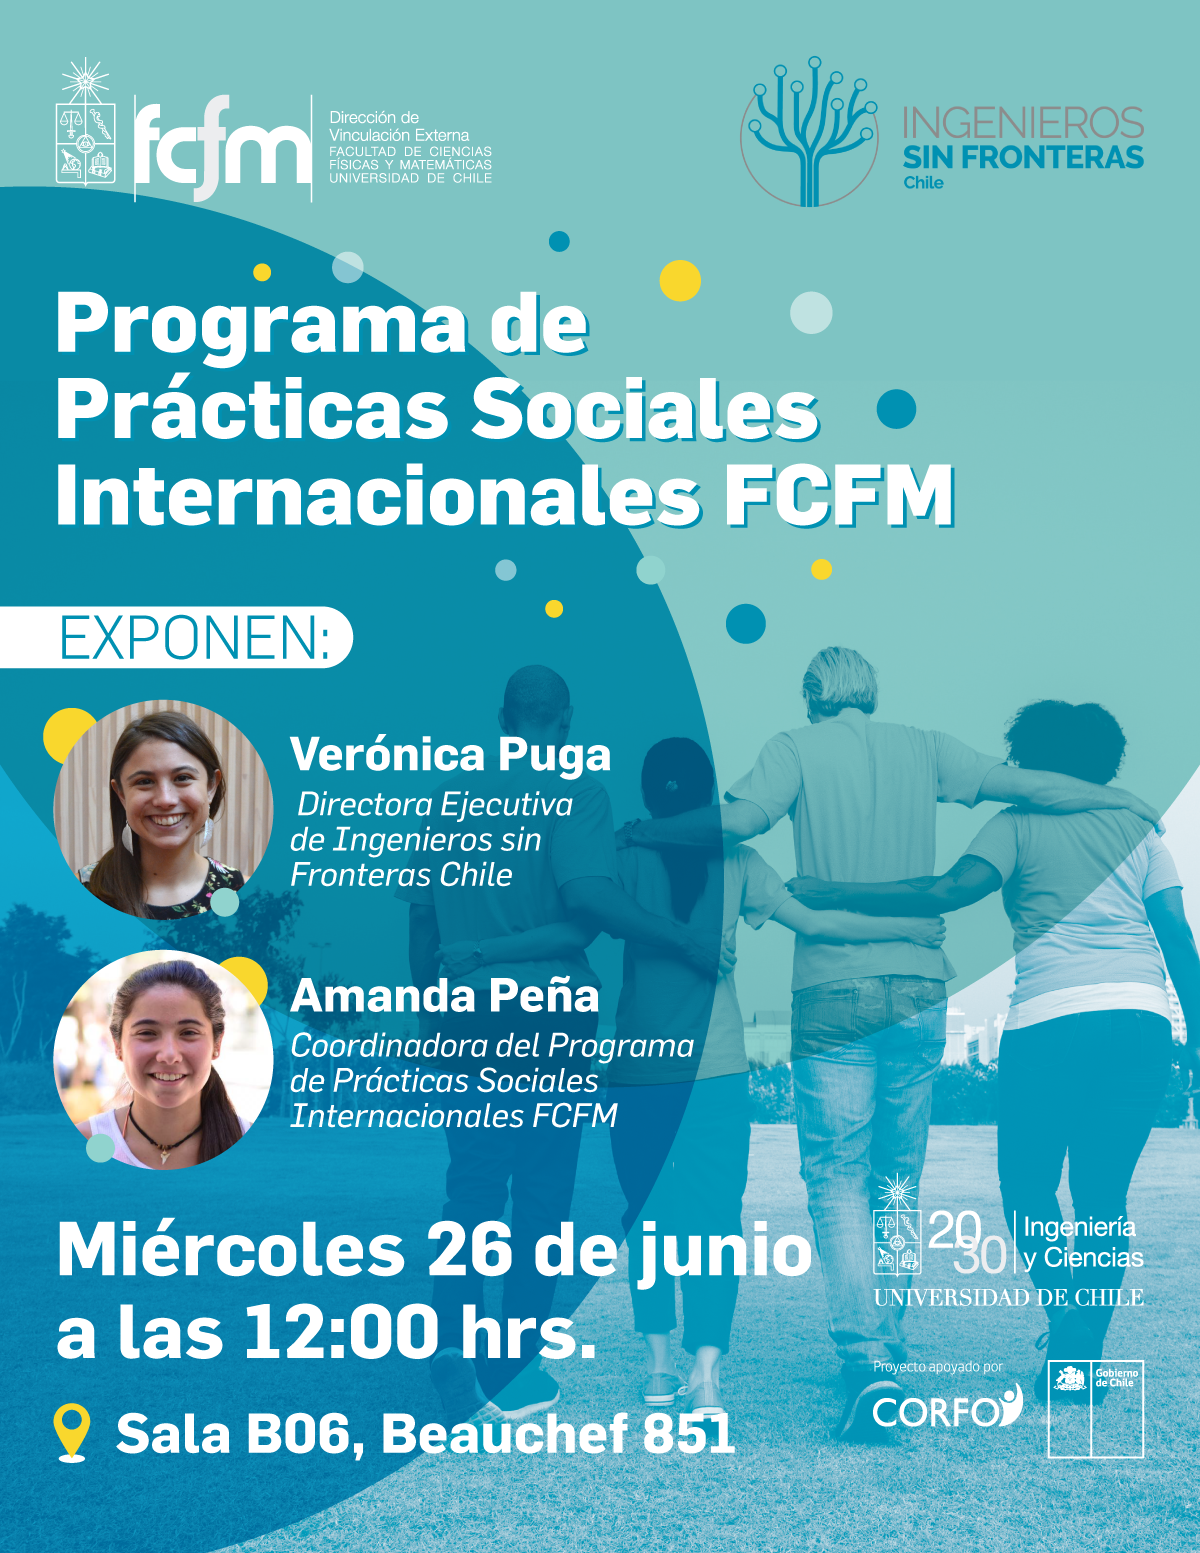 fcfm
Dirección de
Vinculación Externa
FACULTAD DE CIENCIAS
FÍSICAS Y MATEMÁTICAS
UNIVERSIDAD DE CHILE
INGENIEROS
SIN FRONTERAS
Chile
Programa de
Prácticas Sociales
Internacionales FCFM
EXPONEN:
Verónica Puga
Directora Ejecutiva
de Ingenieros sin
Fronteras Chile
Amanda Peña
Coordinadora del Programa
de Prácticas Sociales
Internacionales FCFM
Miércoles 26 de junio
a las 12:00 hrs.
Sala B06, Beauchef 851
2030
Ingeniería
y Ciencias
UNIVERSIDAD DE CHILE
Proyecto apoyado por
CORFO
Gobierno
de Chile